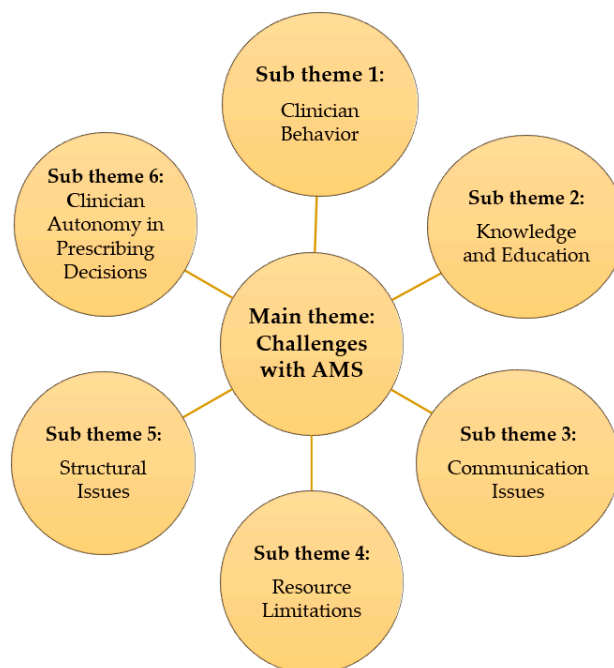 Sub theme 1:
Clinician
Behavior
Sub theme 2:
Knowledge
and Education
Sub theme 3:
Communication
Issues
Sub theme 4:
Resource
Limitations
Sub theme 5:
Structural
Issues
Sub theme 6:
Clinician
Autonomy in
Prescribing
Decisions
Main theme:
Challenges
with AMS